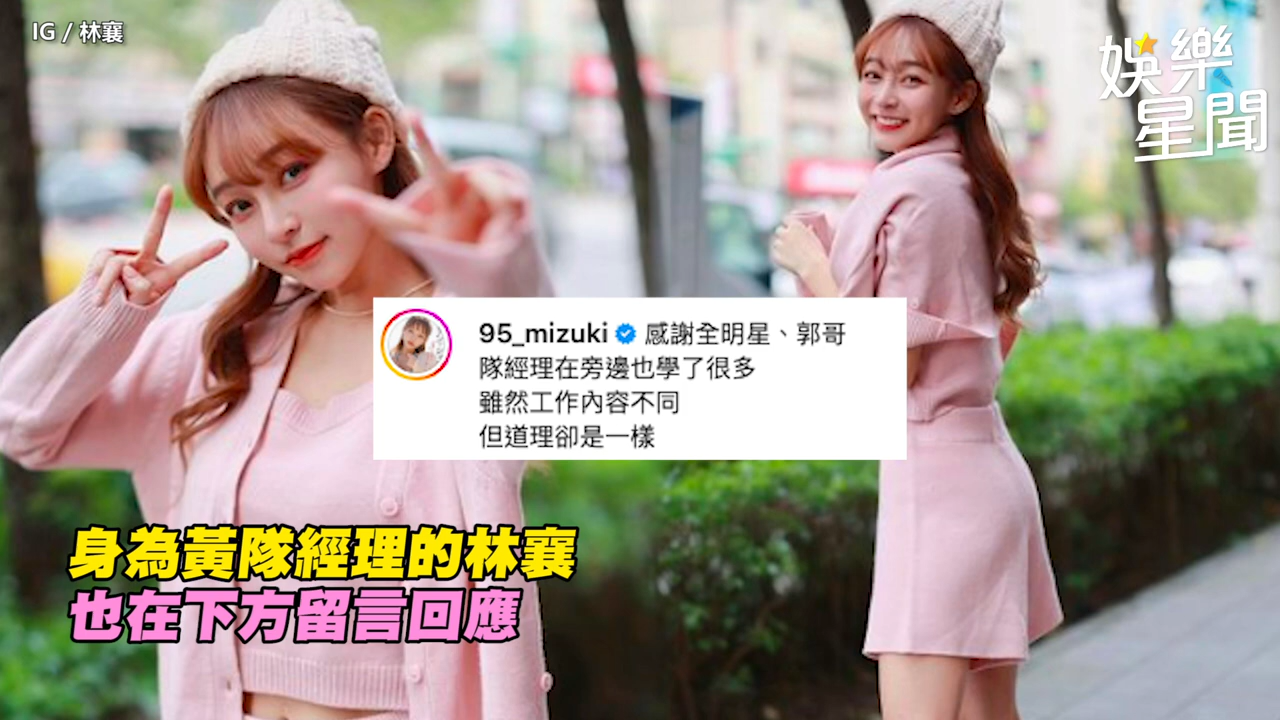 IG / 林襄
娛樂
星聞
95_mizuki 感謝全明星、郭哥
隊經理在旁邊也學了很多
雖然工作內容不同
但道理卻是一樣
身為黃隊經理的林襄
也在下方留言回應